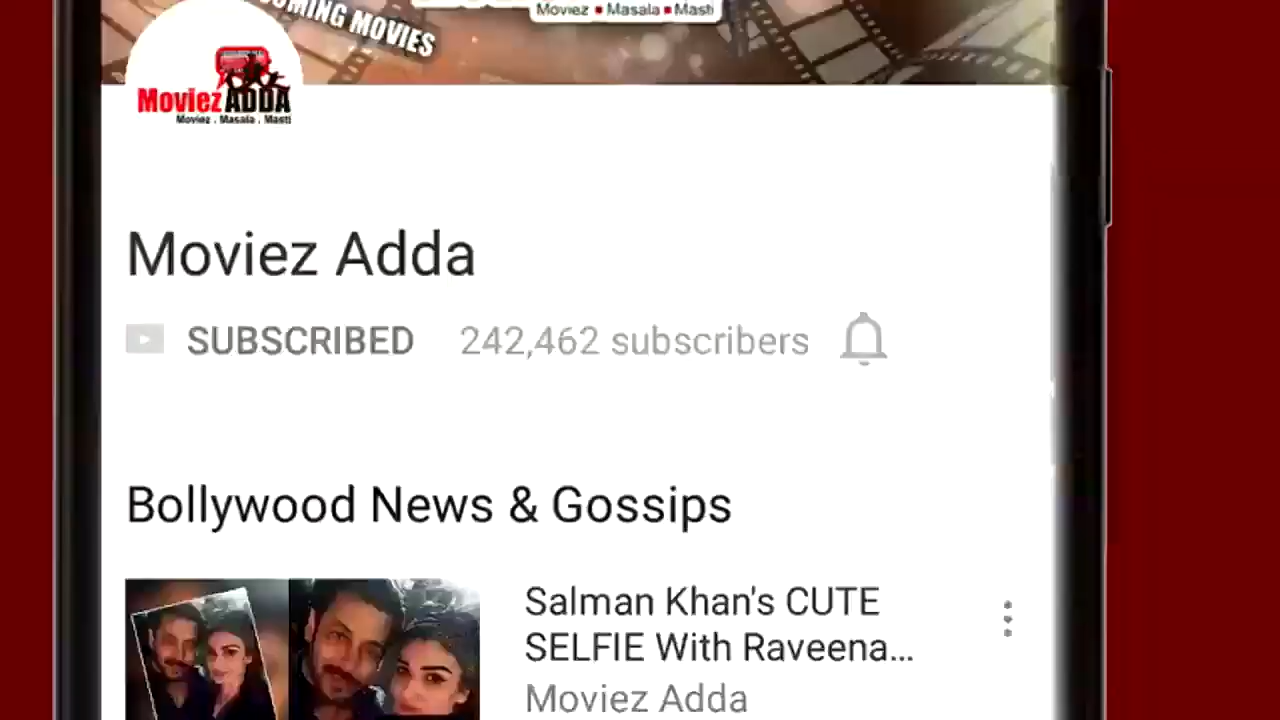 OMING MOVIES
Moviez • Masala • Masti
Moviez ADDA
Moviez . Masala . Masti
Moviez Adda
SUBSCRIBED 242,462 subscribers
Bollywood News & Gossips
Salman Khan's CUTE
SELFIE With Raveena...
Moviez Adda